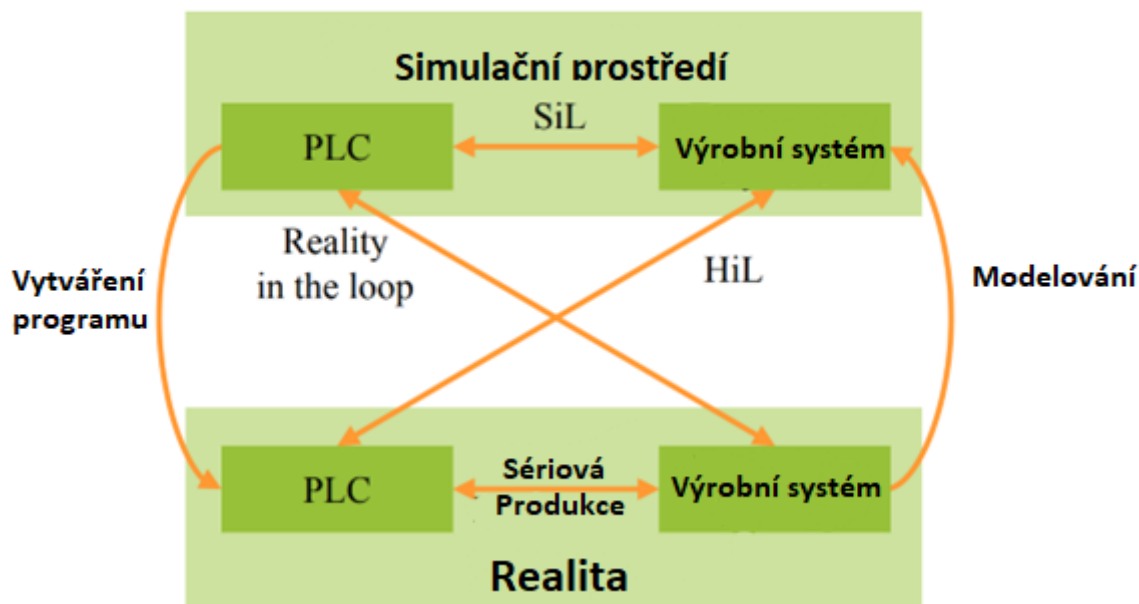 Simulační prostředí
PLC
SiL
Výrobní systém
Reality
in the loop
HiL
Vytváření
programu
Modelování
PLC
Sériová
Produkce
Výrobní systém
Realita